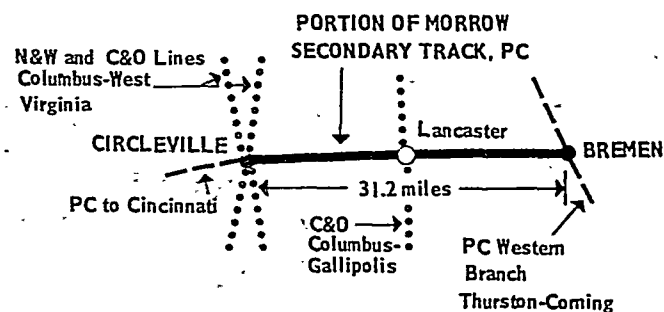 PORTION OF MORROW
SECONDARY TRACK, PC
N&W and C&O Lines
Columbus-West
Virginia
CIRCLEVILLE
Lancaster
BREMEN
PC to Cincinnati
31.2 miles
C&O
Columbus-
Gallipolis
PC Western
Branch
Thurston-Corning